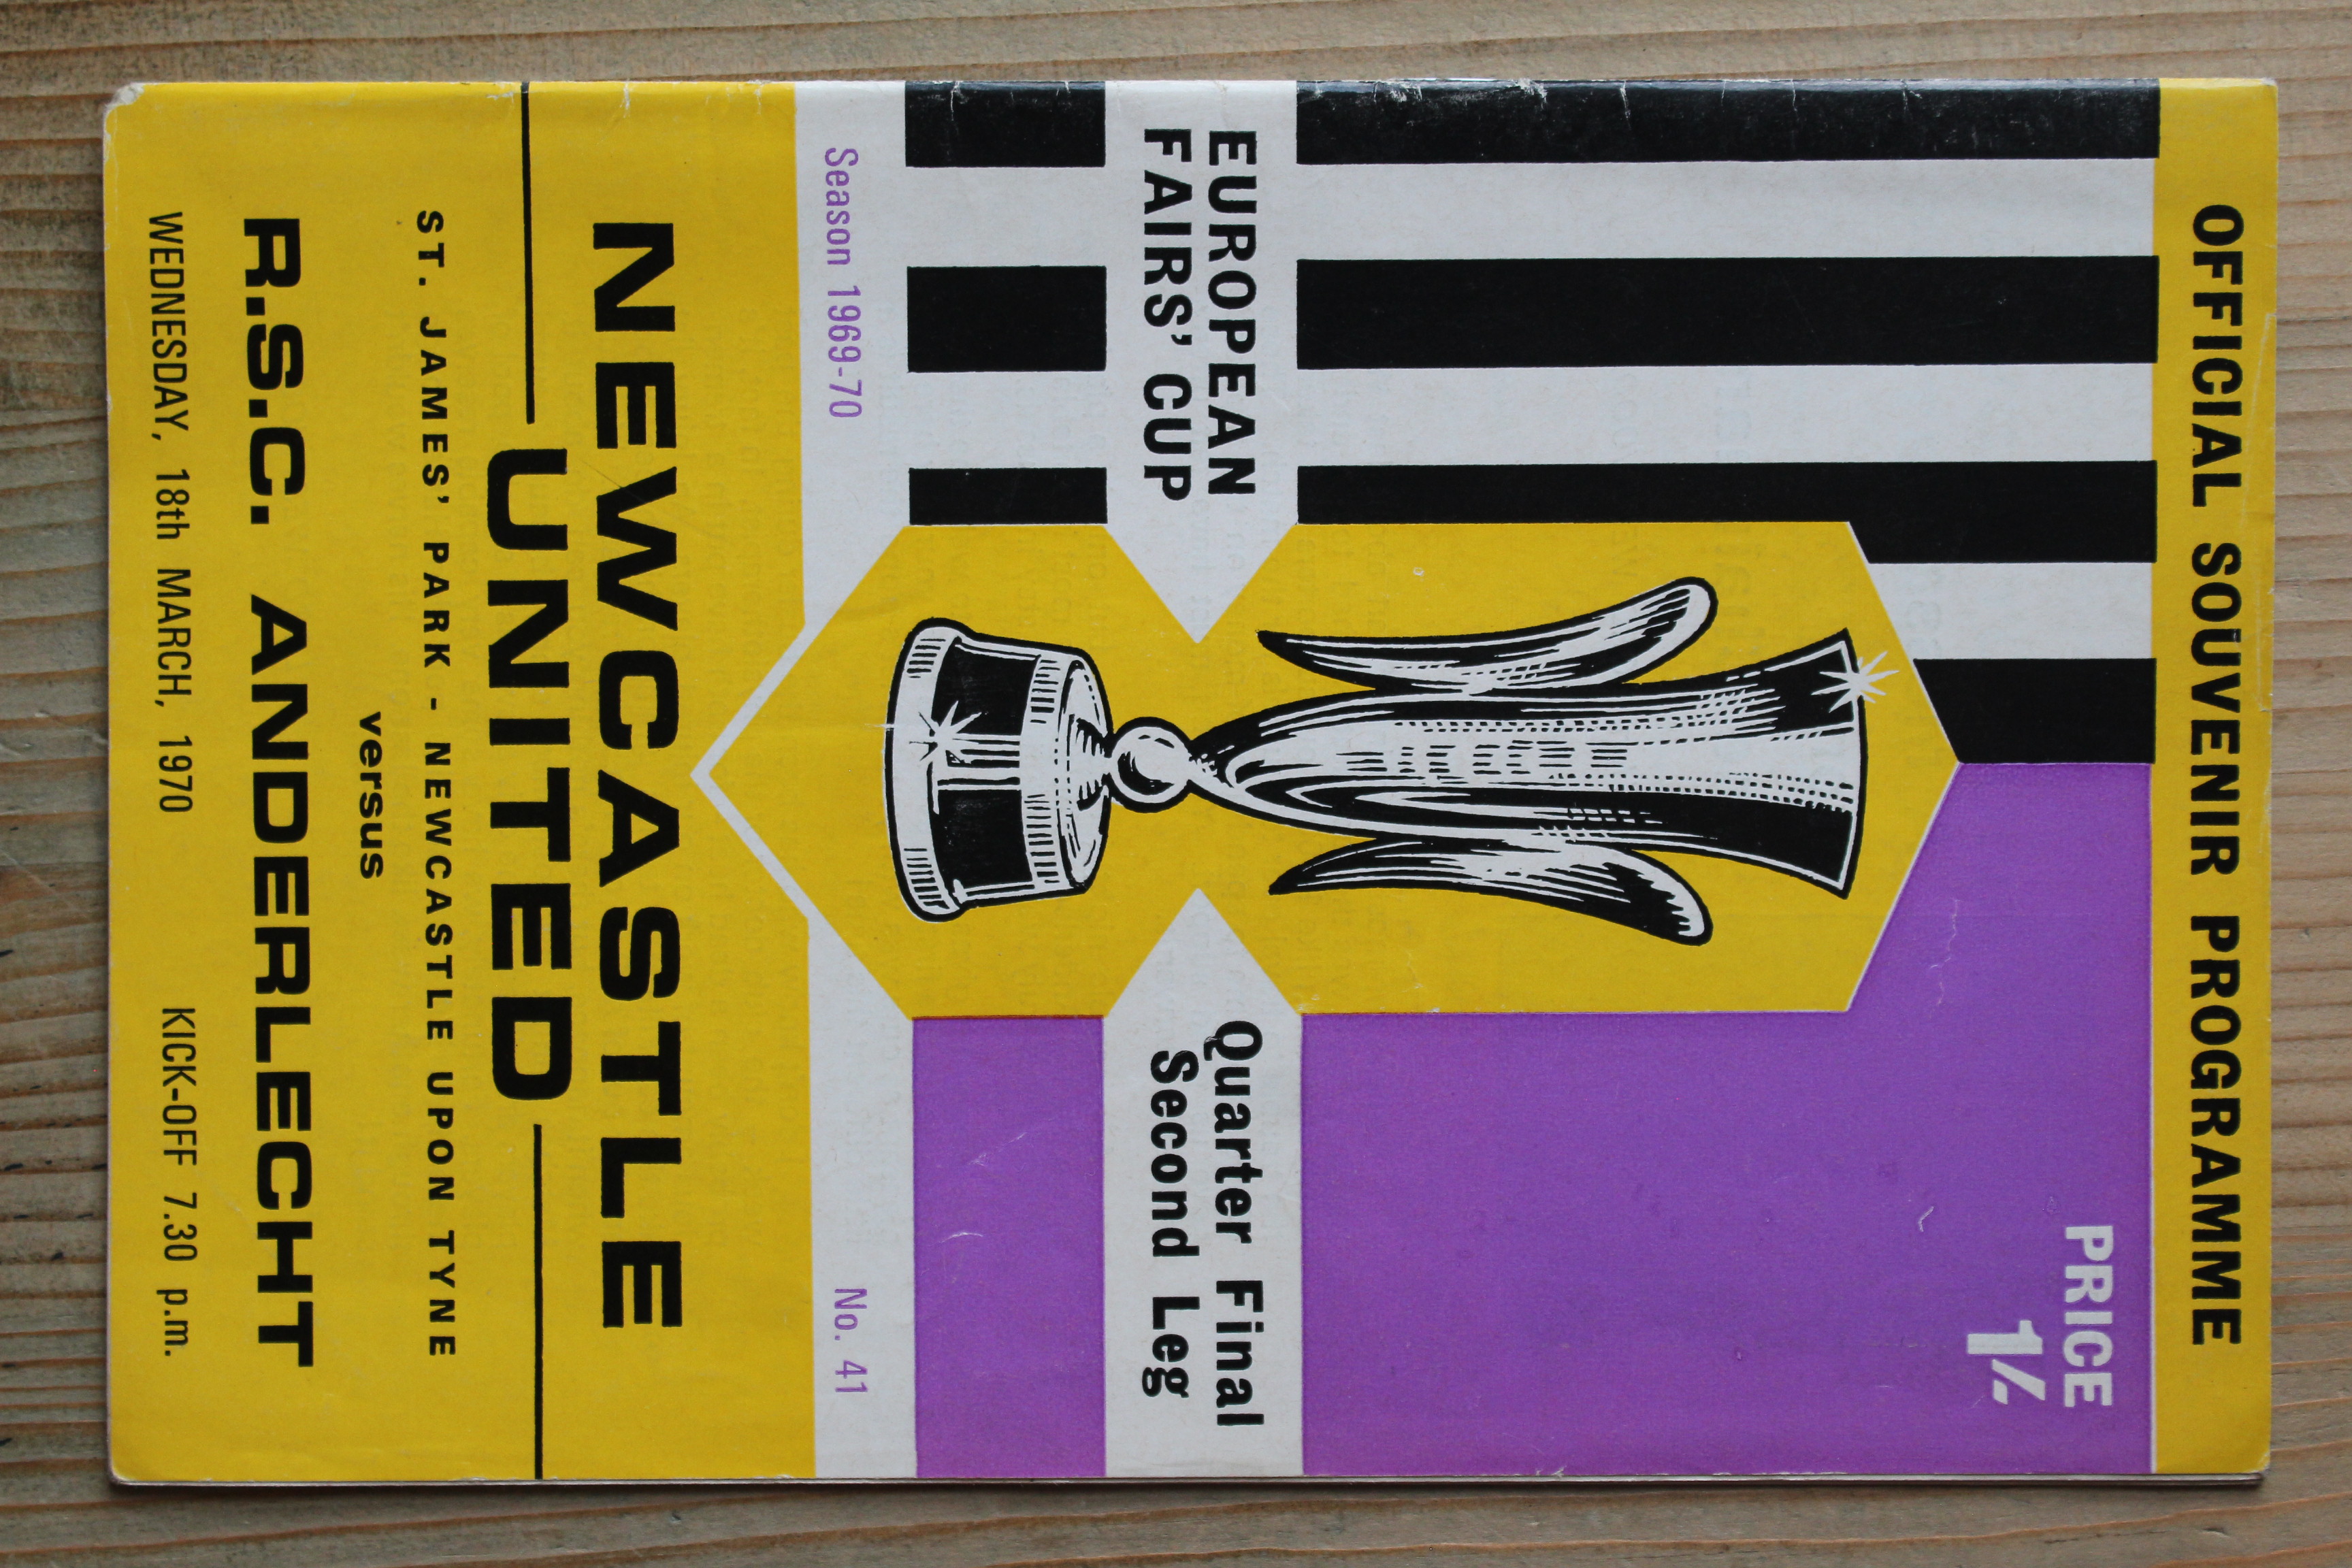 OFFICIAL SOUVENIR PROGRAMME
PRICE
1/-
EUROPEAN
FAIRS' CUP
Quarter Final
Second Leg
Season 1969-70
No. 41
NEWCASTLE
UNITED
ST. JAMES' PARK - NEWCASTLE UPON TYNE
versus
R.S.C. ANDERLECHT
WEDNESDAY, 18th MARCH, 1970 KICK-OFF 7.30 p.m.